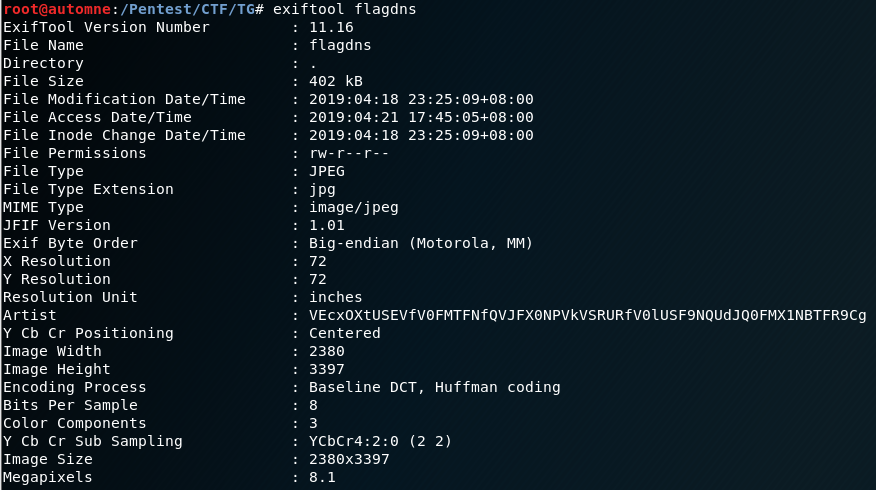 root@automne:/Pentest/CTF/TG# exiftool flagdns
ExifTool Version Number         : 11.16
File Name                       : flagdns
Directory                       : .
File Size                       : 402 kB
File Modification Date/Time     : 2019:04:18 23:25:09+08:00
File Access Date/Time           : 2019:04:21 17:45:05+08:00
File Inode Change Date/Time     : 2019:04:18 23:25:09+08:00
File Permissions                : rw-r--r--
File Type                       : JPEG
File Type Extension             : jpg
MIME Type                       : image/jpeg
JFIF Version                    : 1.01
Exif Byte Order                 : Big-endian (Motorola, MM)
X Resolution                    : 72
Y Resolution                    : 72
Resolution Unit                 : inches
Artist                          : VEcxOXtUSEVfV0FMTFNfQVJFX0NPVkVSRURfV0lUSF9NQUdJQ0FMX1NBTFR9Cg
Y Cb Cr Positioning             : Centered
Image Width                     : 2380
Image Height                    : 3397
Encoding Process                : Baseline DCT, Huffman coding
Bits Per Sample                 : 8
Color Components                : 3
Y Cb Cr Sub Sampling            : YCbCr4:2:0 (2 2)
Image Size                      : 2380x3397
Megapixels                      : 8.1